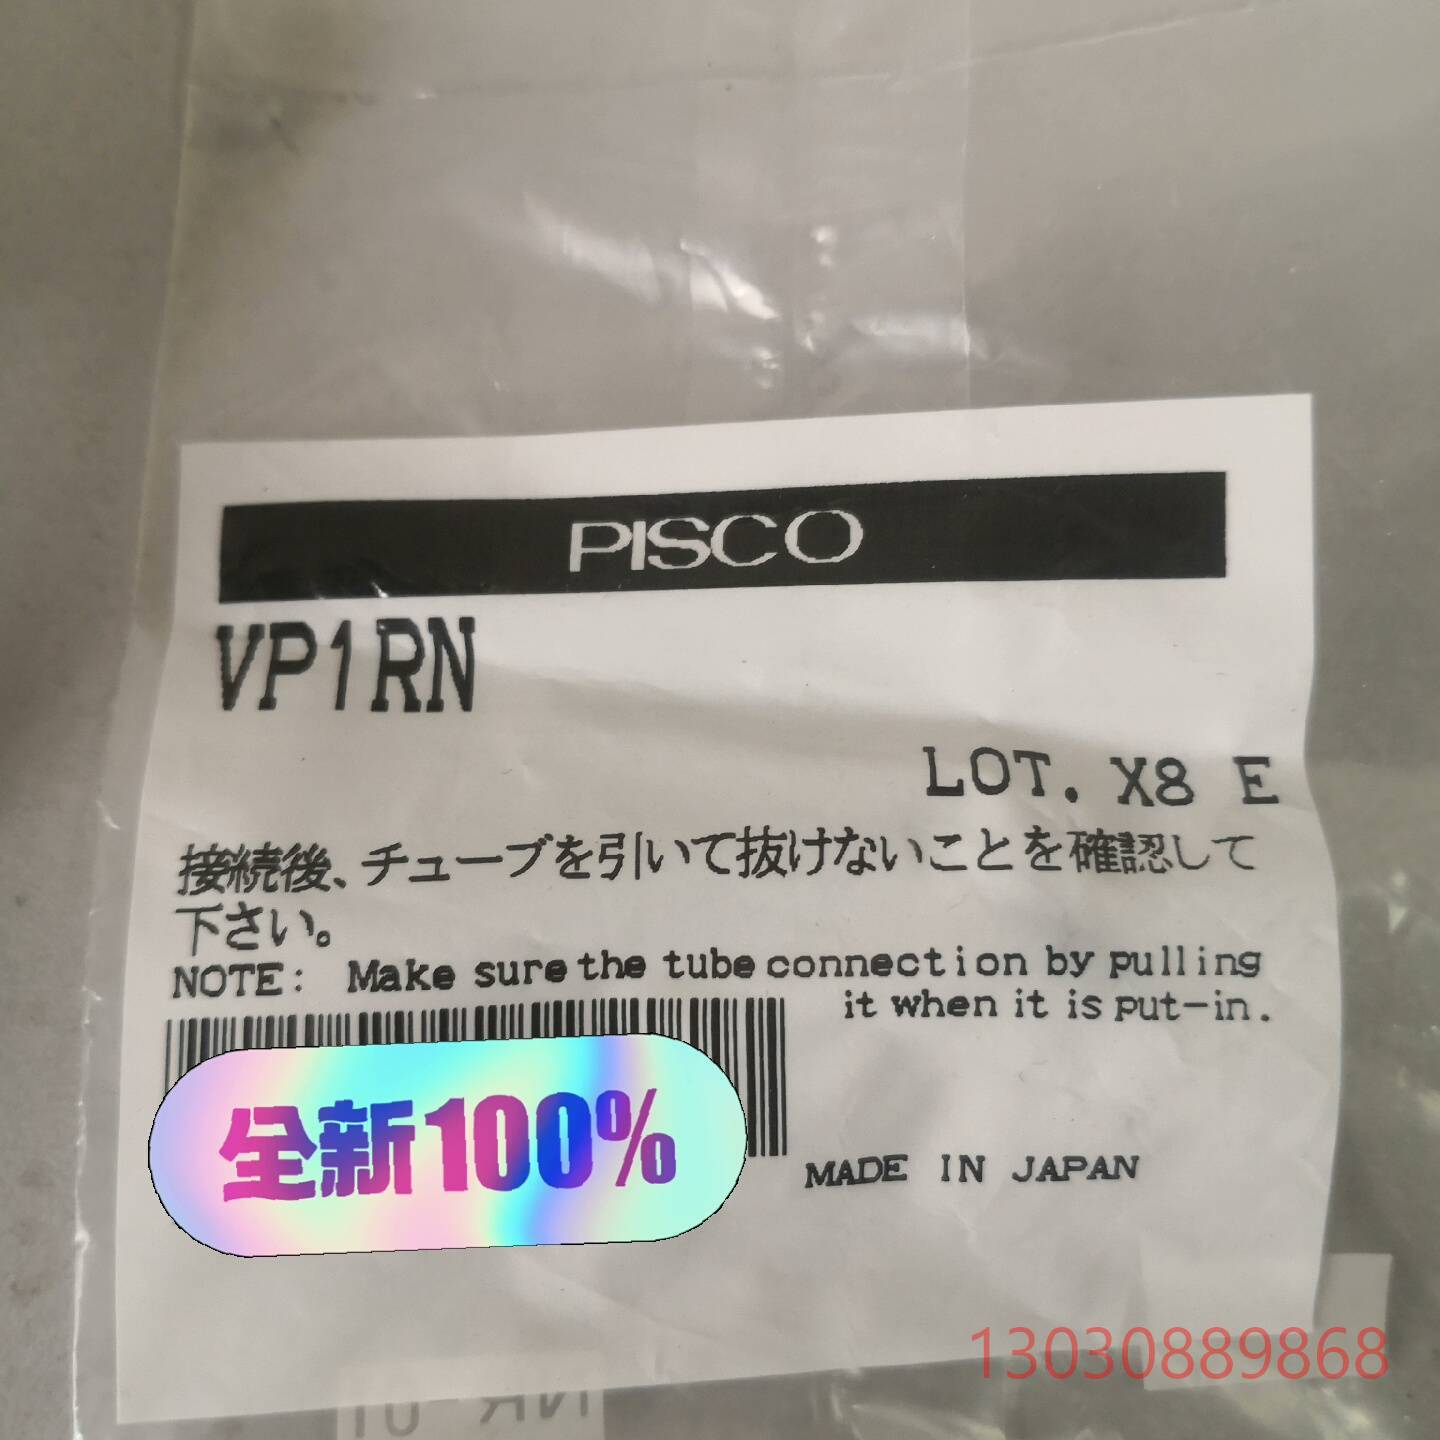 PISCO
VP1RN
LOT. X8 E
接続後、チューブを引いて抜けないことを確認して
下さい。
NOTE: Make sure the tube connection by pulling
it when it is put-in.
全新100%
MADE IN JAPAN
13030889868